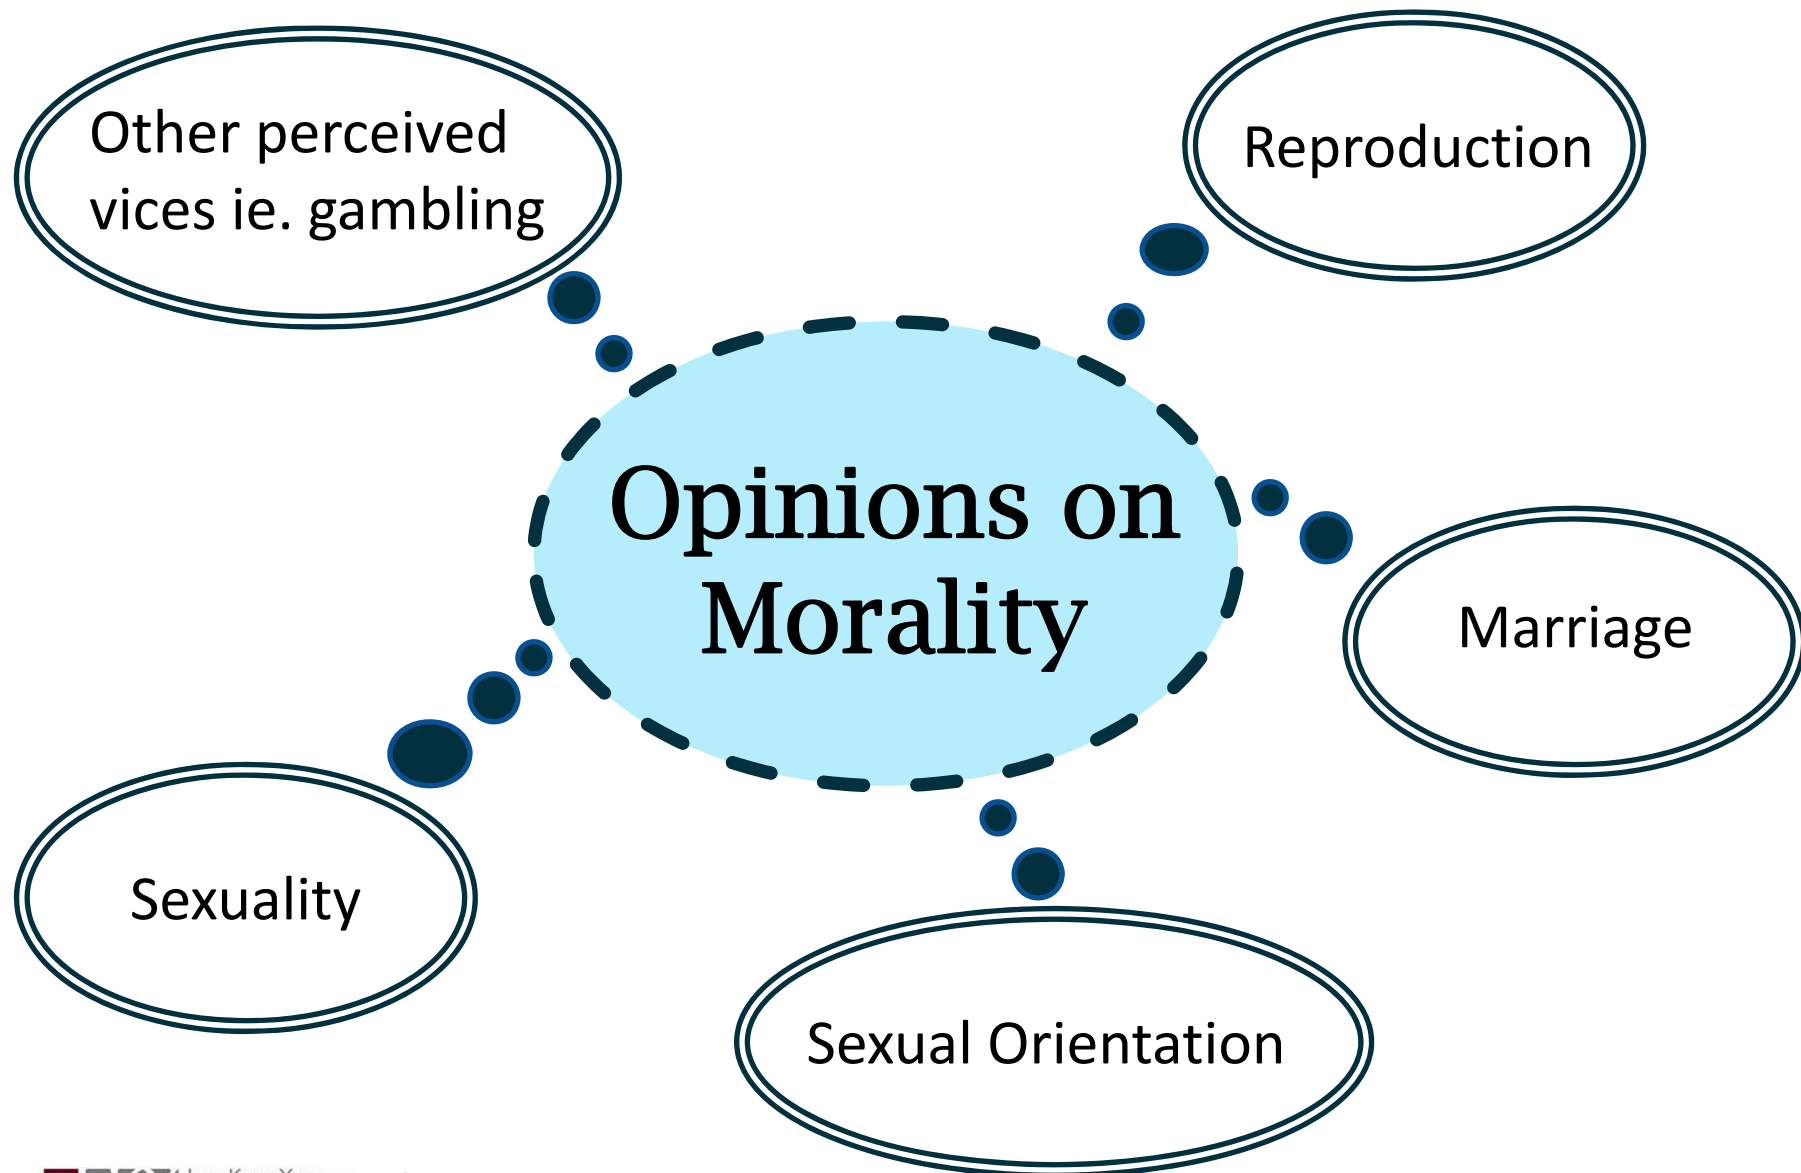 Other perceived
vices ie. gambling
Reproduction
Opinions on
Morality
Marriage
Sexuality
Sexual Orientation